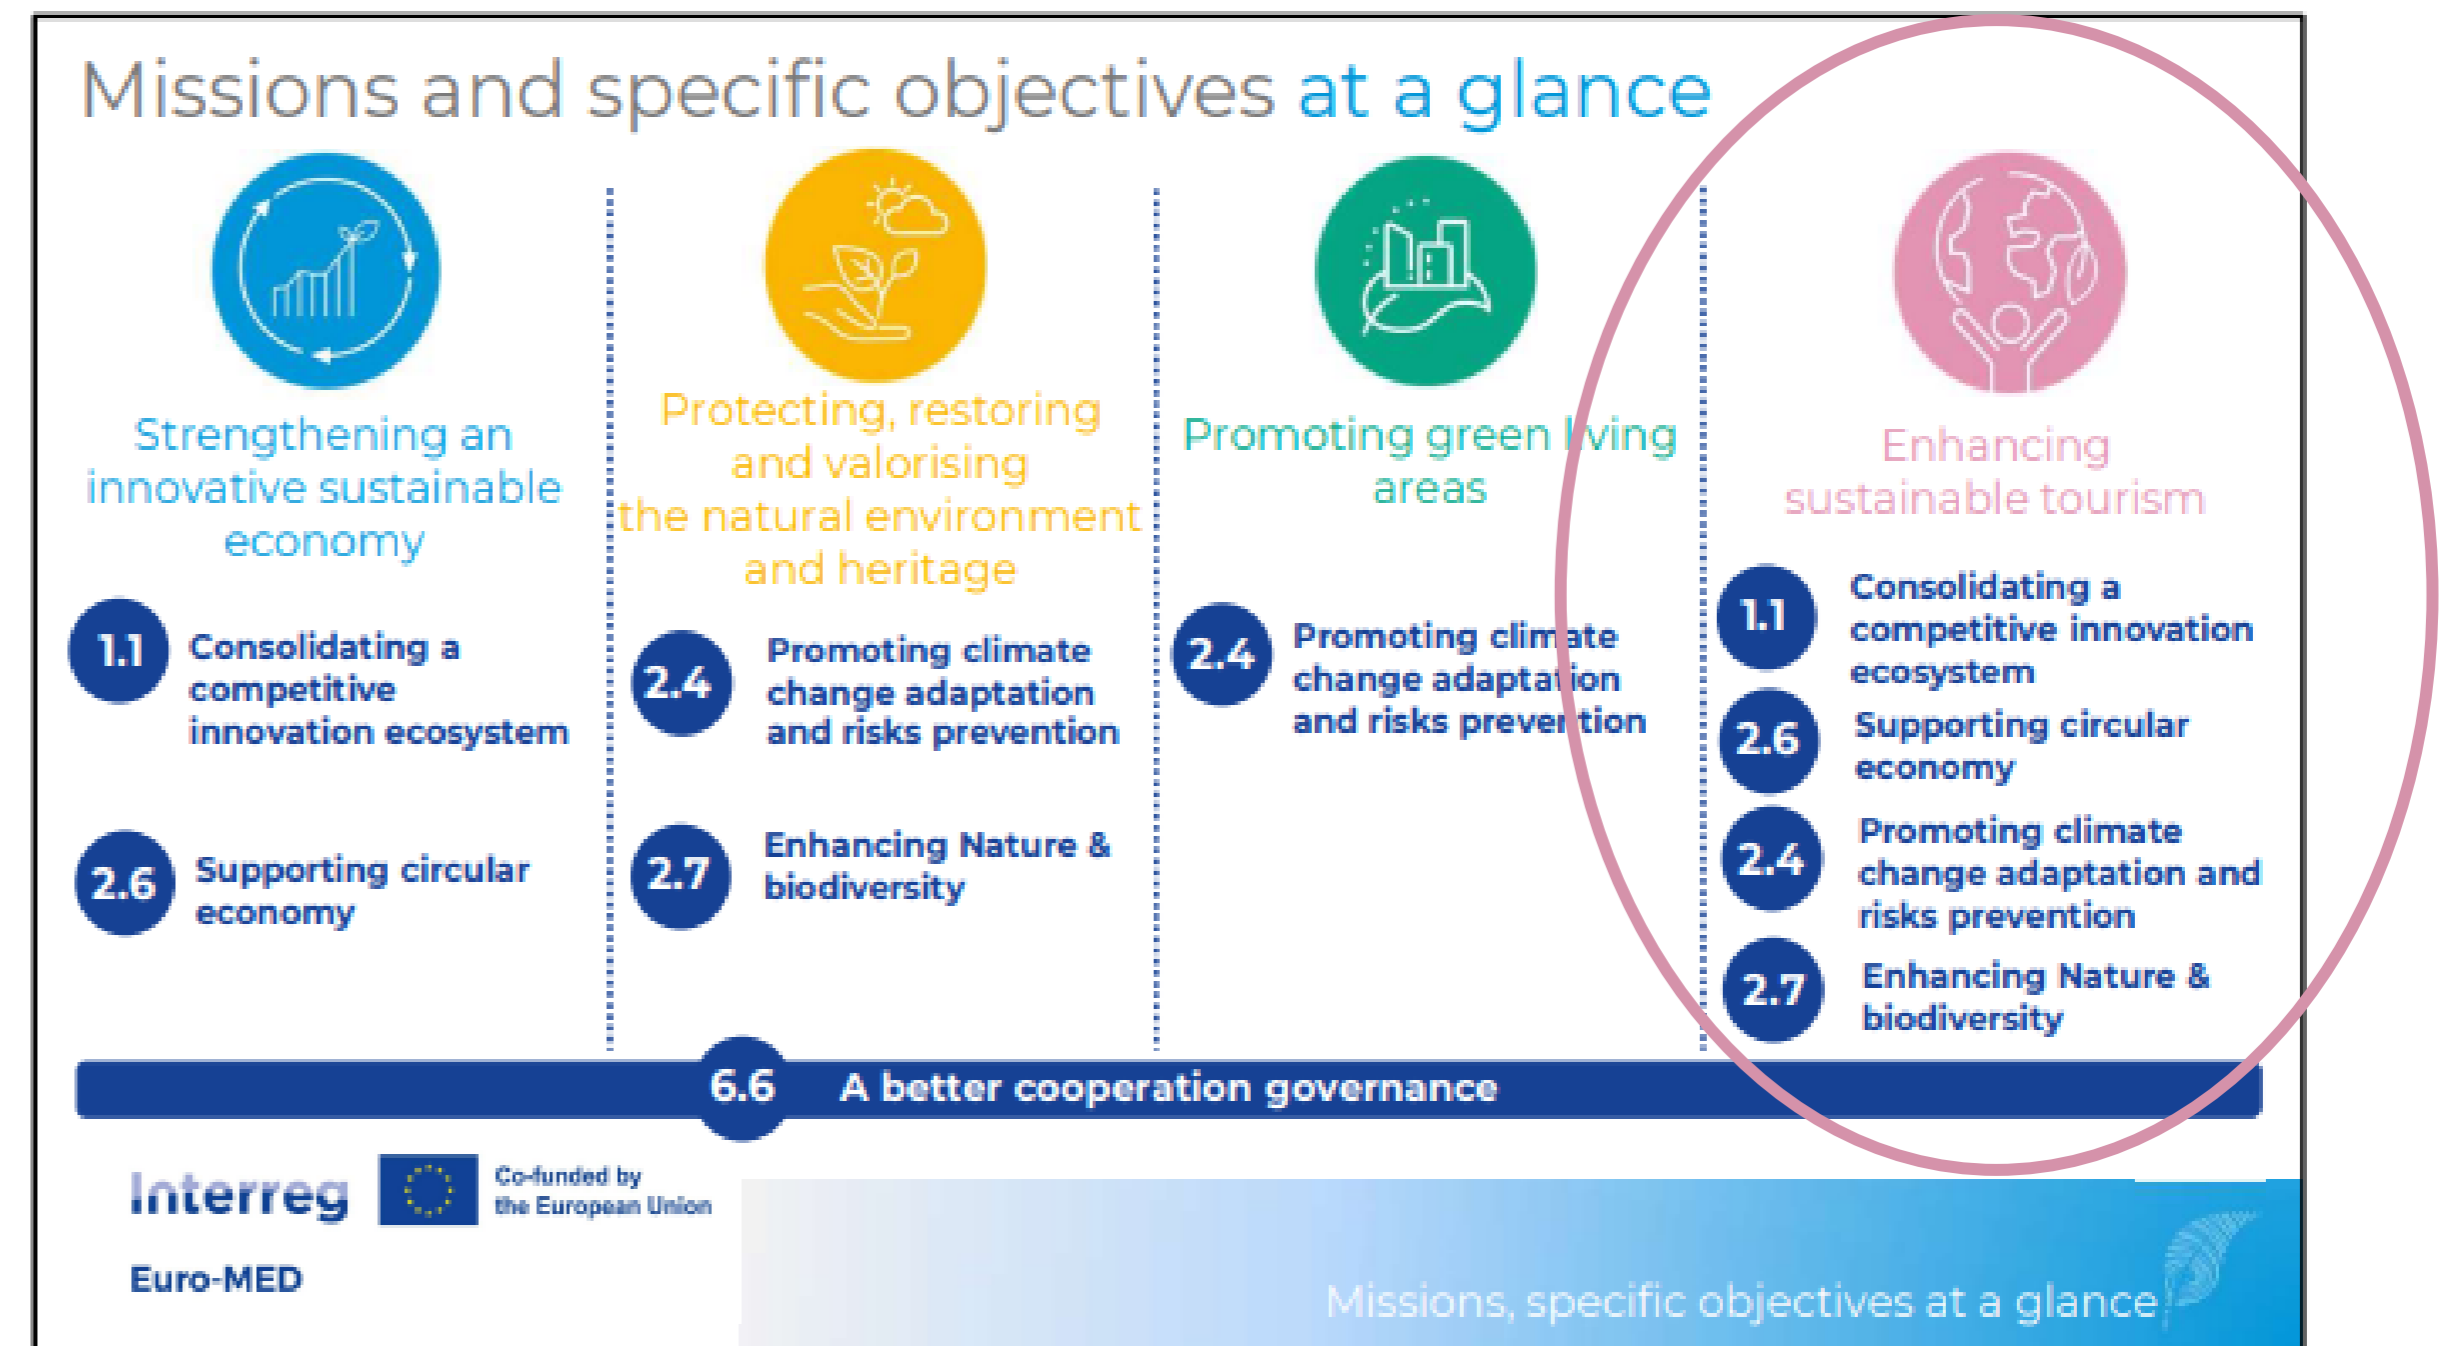 Missions and specific objectives at a glance
Strengthening an
innovative sustainable
economy
1.1
Consolidating a
competitive
innovation ecosystem
2.6
Supporting circular
economy
Protecting, restoring
and valorising
the natural environment
and heritage
2.4
Promoting climate
change adaptation
and risks prevention
2.7
Enhancing Nature &
biodiversity
Promoting green living
areas
2.4
Promoting climate
change adaptation
and risks prevention
Enhancing
sustainable tourism
1.1
Consolidating a
competitive innovation
ecosystem
2.6
Supporting circular
economy
2.4
Promoting climate
change adaptation and
risks prevention
2.7
Enhancing Nature &
biodiversity
6.6 A better cooperation governance
Interreg
Co-funded by
the European Union
Euro-MED
Missions, specific objectives at a glance